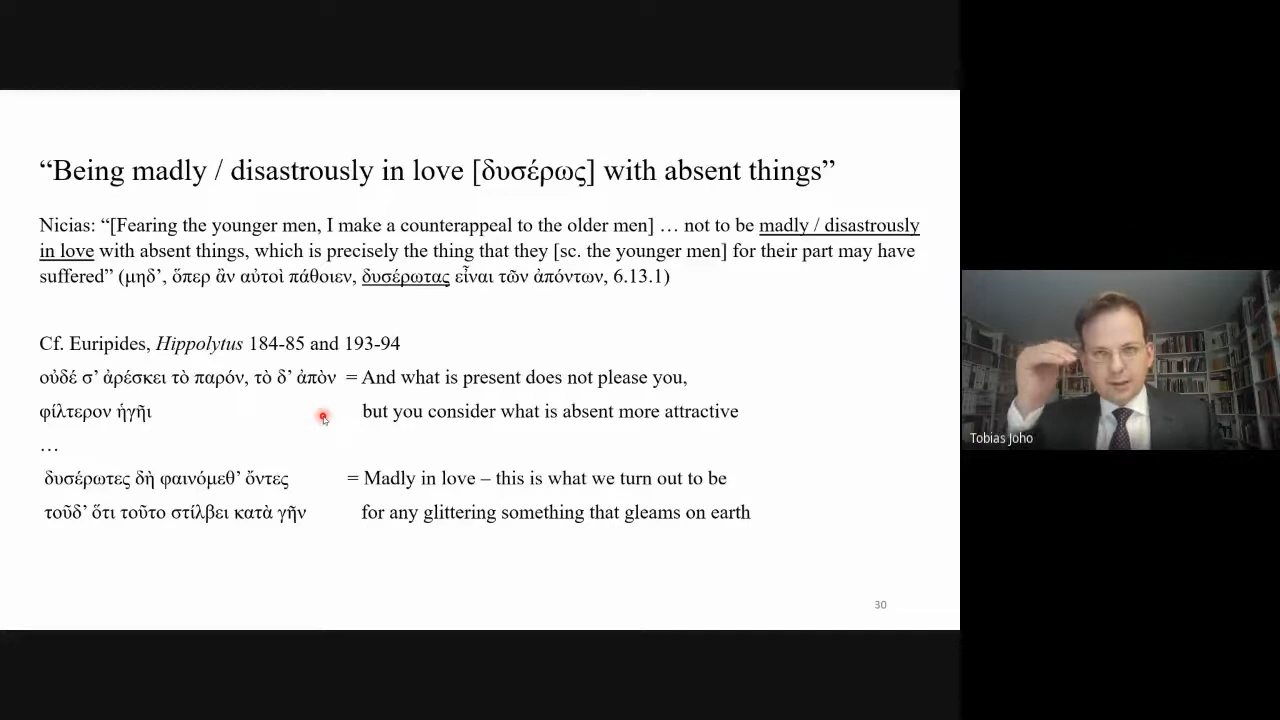 “Being madly / disastrously in love [δυσέρως] with absent things”
Nicias: “[Fearing the younger men, I make a counterappeal to the older men] … not to be madly / disastrously
in love with absent things, which is precisely the thing that they [sc. the younger men] for their part may have
suffered” (μηδ’, ὅπερ ἂν αὐτοὶ πάθοιεν, δυσέρωτας εἶναι τῶν ἀπόντων, 6.13.1)
Cf. Euripides, Hippolytus 184-85 and 193-94
οὐδέ σ’ ἀρέσκει τὸ παρόν, τὸ δ’ ἀπὸν = And what is present does not please you,
φίλτερον ἡγῆι but you consider what is absent more attractive
…
δυσέρωτες δὴ φαινόμεθ’ ὄντες = Madly in love – this is what we turn out to be
τοῦδ’ ὅτι τοῦτο στίλβει κατὰ γῆν for any glittering something that gleams on earth
30
Tobias Joho